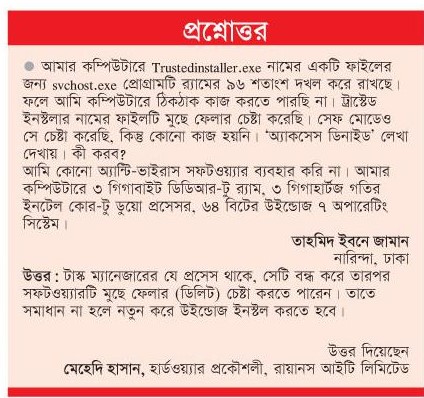 প্রশ্নোত্তর
● আমার কম্পিউটারে Trustedinstaller.exe নামের একটি ফাইলের
জন্য svchost.exe প্রোগ্রামটি র‍্যামের ৯৬ শতাংশ দখল করে রাখছে।
ফলে আমি কম্পিউটারে ঠিকঠাক কাজ করতে পারছি না। ট্রাস্টেড
ইনস্টলার নামের ফাইলটি মুছে ফেলার চেষ্টা করেছি। সেফ মোডেও
সে চেষ্টা করেছি, কিন্তু কোনো কাজ হয়নি। ‘অ্যাকসেস ডিনাইড’ লেখা
দেখায়। কী করব?
আমি কোনো অ্যান্টি-ভাইরাস সফটওয়্যার ব্যবহার করি না। আমার
কম্পিউটারে ৩ গিগাবাইট ডিডিআর-টু র‍্যাম, ৩ গিগাহার্টজ গতির
ইনটেল কোর-টু ডুয়ো প্রসেসর, ৬৪ বিটের উইন্ডোজ ৭ অপারেটিং
সিস্টেম।
তাহমিদ ইবনে জামান
নারিন্দা, ঢাকা
উত্তর : টাস্ক ম্যানেজারের যে প্রসেস থাকে, সেটি বন্ধ করে তারপর
সফটওয়্যারটি মুছে ফেলার (ডিলিট) চেষ্টা করতে পারেন। তাতে
সমাধান না হলে নতুন করে উইন্ডোজ ইনস্টল করতে হবে।
উত্তর দিয়েছেন
মেহেদি হাসান, হার্ডওয়্যার প্রকৌশলী, রায়ানস আইটি লিমিটেড